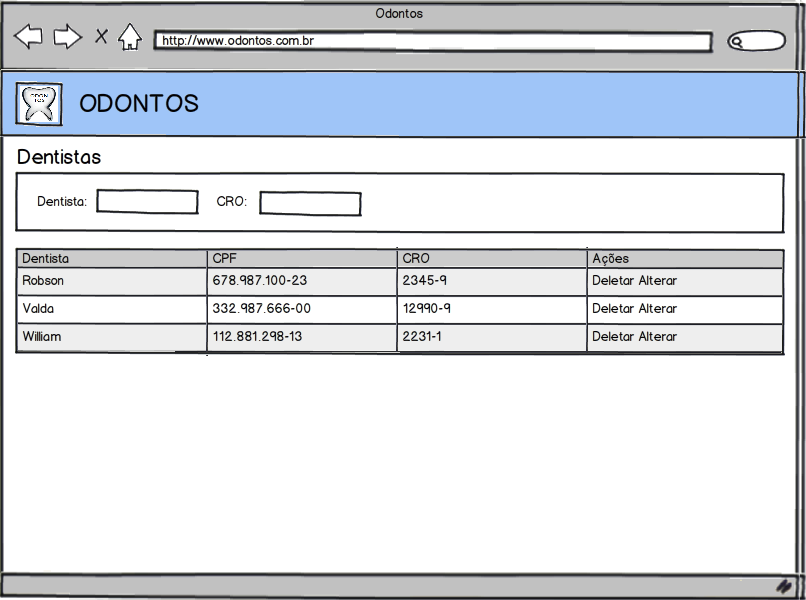 Odontos
http://www.odontos.com.br
ODON
TOS
ODONTOS
Dentistas
Dentista: CRO:
Dentista CPF CRO Ações
Robson 678.987.100-23 2345-9 Deletar Alterar
Valda 332.987.666-00 12990-9 Deletar Alterar
William 112.881.298-13 2231-1 Deletar Alterar